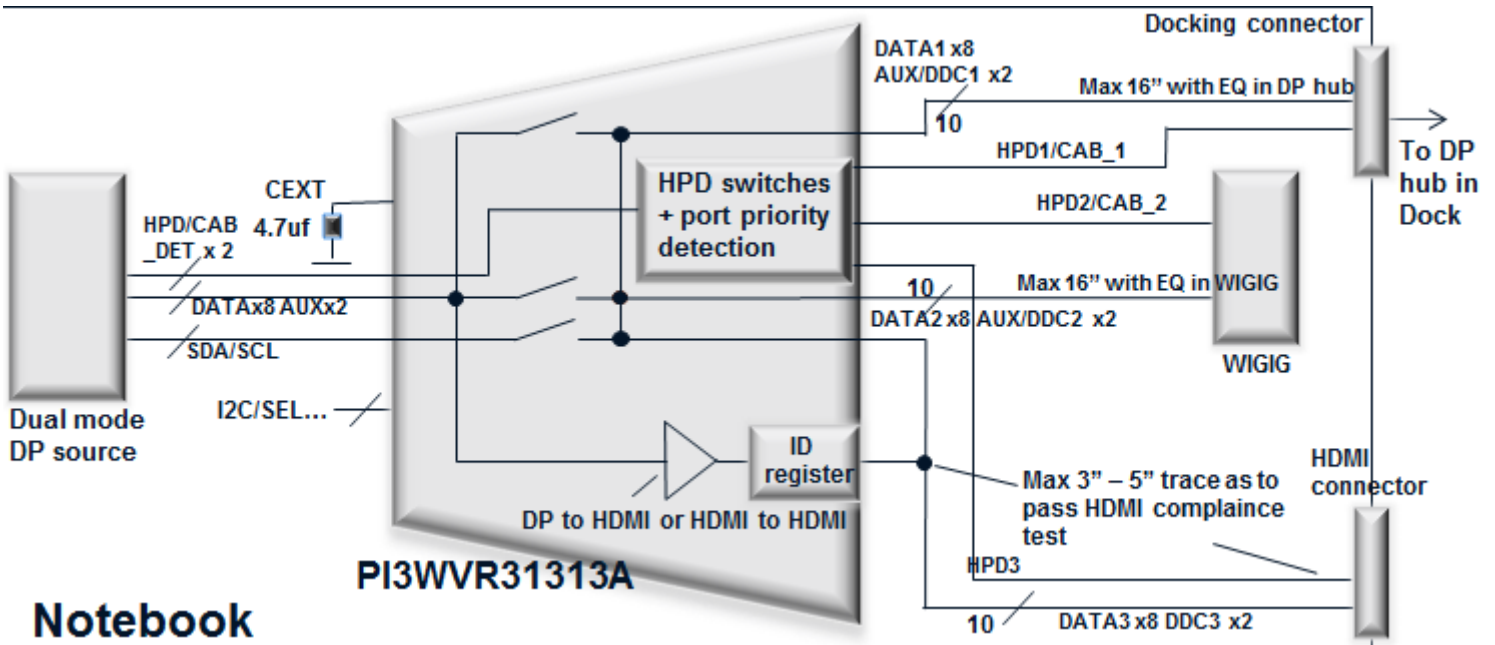 Docking connector
DATA1 x8
AUX/DDC1 x2
Max 16” with EQ in DP hub
10
HPD1/CAB_1
To DP
hub in
Dock
CEXT
4.7uf
HPD/CAB
_DET x 2
HPD switches
+ port priority
detection
HPD2/CAB_2
10
Max 16” with EQ in WIGIG
DATAx8 AUXx2
DATA2 x8 AUX/DDC2 x2
SDA/SCL
WIGIG
Dual mode
DP source
I2C/SEL...
ID
register
HDMI
connector
Max 3” – 5” trace as to
pass HDMI complaince
test
DP to HDMI or HDMI to HDMI
HPD3
PI3WVR31313A
Notebook
10
DATA3 x8 DDC3 x2